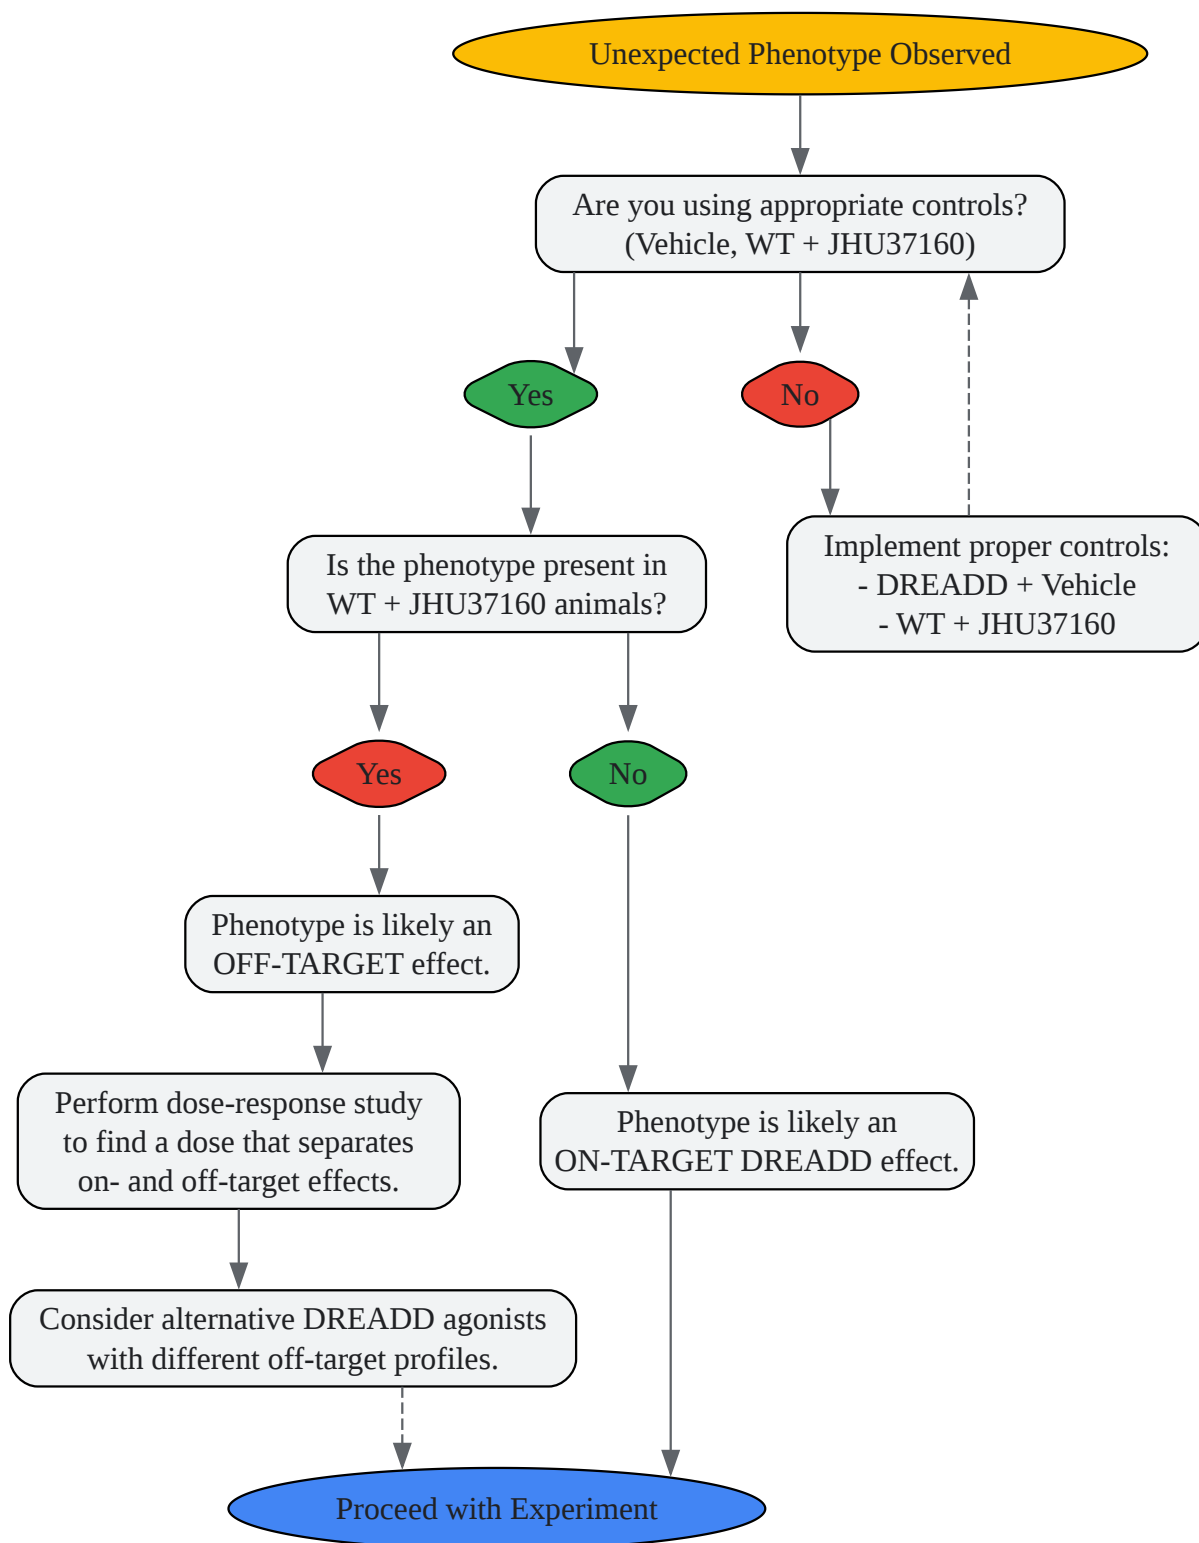 Unexpected Phenotype Observed
Are you using appropriate controls?
(Vehicle, WT + JHU37160)
Yes
No
Implement proper controls:
- DREADD + Vehicle
- WT + JHU37160
Is the phenotype present in
WT + JHU37160 animals?
Yes
No
Phenotype is likely an
OFF-TARGET effect.
Perform dose-response study
to find a dose that separates
on- and off-target effects.
Phenotype is likely an
ON-TARGET DREADD effect.
Consider alternative DREADD agonists
with different off-target profiles.
Proceed with Experiment